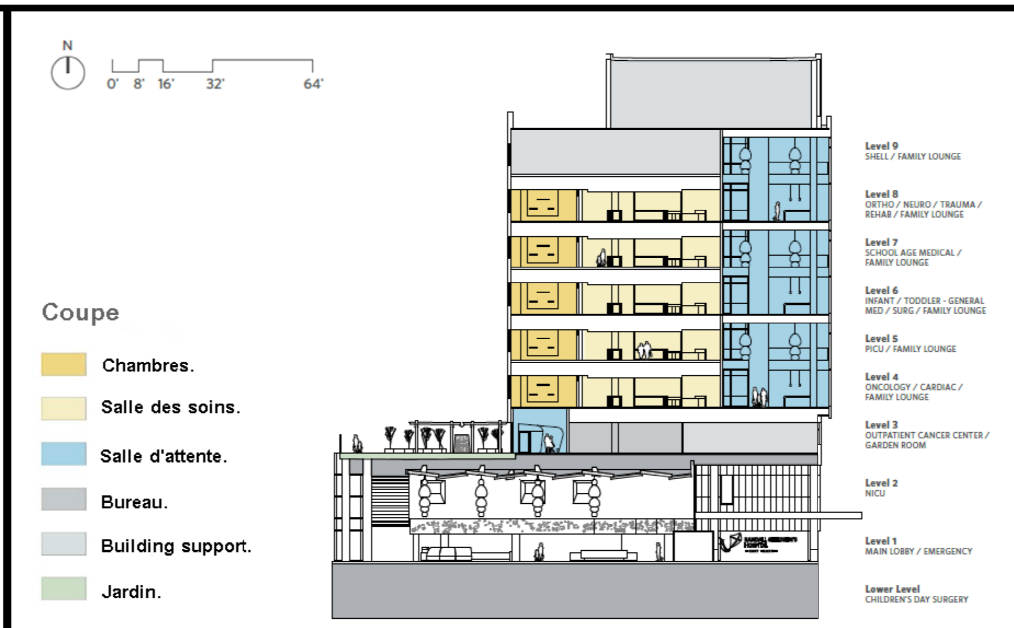 N
0' 8' 16' 32' 64'
Level 9
SHELL / FAMILY LOUNGE
Level 8
ORTHO / NEURO / TRAUMA /
REHAB / FAMILY LOUNGE
Level 7
SCHOOL AGE MEDICAL /
FAMILY LOUNGE
Level 6
INFANT / TODDLER - GENERAL
MED / SURG / FAMILY LOUNGE
Level 5
PICU / FAMILY LOUNGE
Level 4
ONCOLOGY / CARDIAC /
FAMILY LOUNGE
Level 3
OUTPATIENT CANCER CENTER /
GARDEN ROOM
Level 2
NICU
Level 1
MAIN LOBBY / EMERGENCY
Lower Level
CHILDREN'S DAY SURGERY
Coupe
Chambres.
Salle des soins.
Salle d'attente.
Bureau.
Building support.
Jardin.
RANDALL CHILDREN'S
HOSPITAL